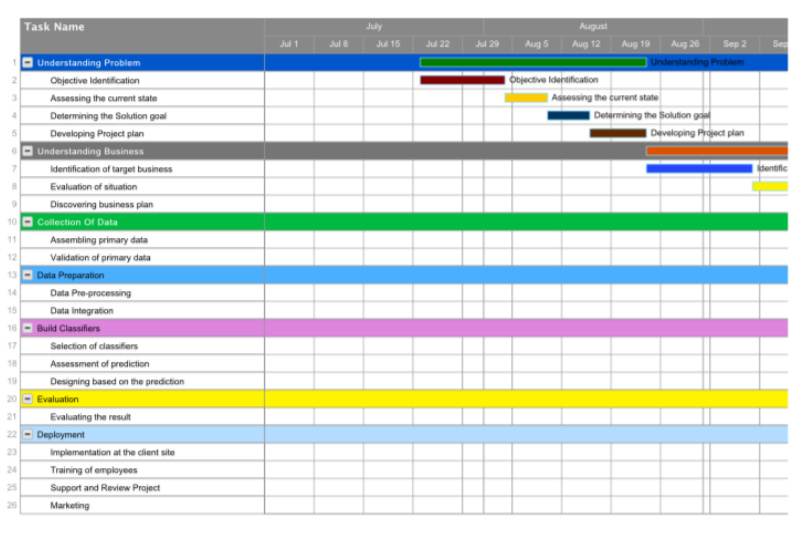 Task Name
July August
Jul 1 Jul 8 Jul 15 Jul 22 Jul 29 Aug 5 Aug 12 Aug 19 Aug 26 Sep 2 Sep
1 Understanding Problem Understanding Problem
2 Objective Identification Objective Identification
3 Assessing the current state Assessing the current state
4 Determining the Solution goal Determining the Solution goal
5 Developing Project plan Developing Project plan
6 Understanding Business
7 Identification of target business Identific
8 Evaluation of situation
9 Discovering business plan
10 Collection Of Data
11 Assembling primary data
12 Validation of primary data
13 Data Preparation
14 Data Pre-processing
15 Data Integration
16 Build Classifiers
17 Selection of classifiers
18 Assessment of prediction
19 Designing based on the prediction
20 Evaluation
21 Evaluating the result
22 Deployment
23 Implementation at the client site
24 Training of employees
25 Support and Review Project
26 Marketing